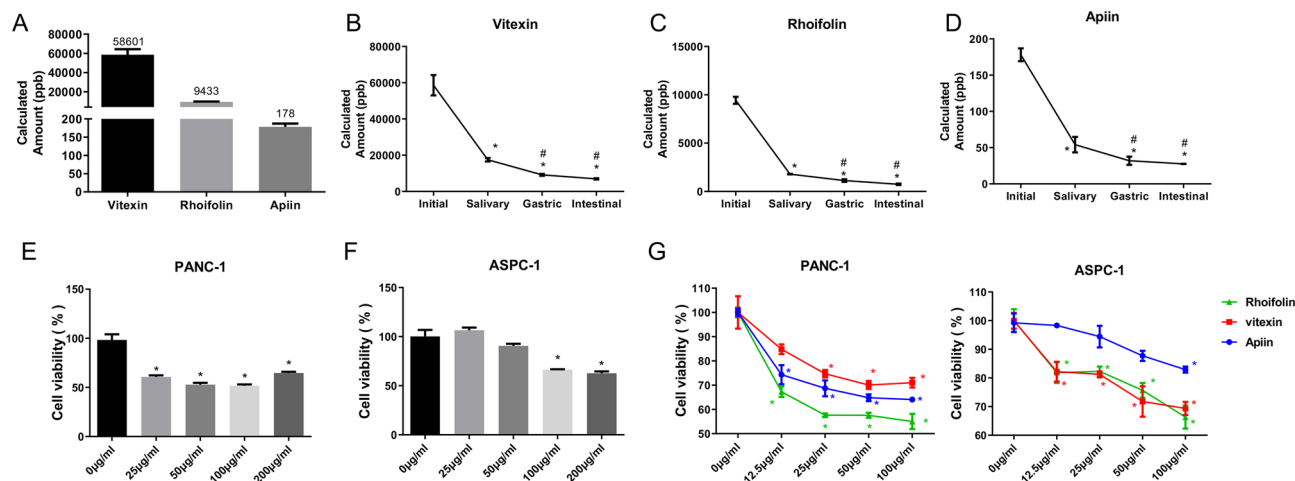 A
58601
9433
178
80000
60000
40000
20000
200
150
100
50
0
Calculated
Amount (ppb)
Vitexin
Rhoifolin
Apiin
B
Vitexin
80000
60000
40000
20000
0
Calculated
Amount (ppb)
*
#
*
#
*
Initial
Salivary
Gastric
Intestinal
C
Rhoifolin
15000
10000
5000
0
Calculated
Amount (ppb)
*
#
*
#
*
Initial
Salivary
Gastric
Intestinal
D
Apiin
200
150
100
50
0
Calculated
Amount (ppb)
*
#
*
#
*
Initial
Salivary
Gastric
Intestinal
E
PANC-1
150
100
50
0
Cell viability ( % )
*
*
*
*
0μg/ml
25μg/ml
50μg/ml
100μg/ml
200μg/ml
F
ASPC-1
150
100
50
0
Cell viability ( % )
*
*
0μg/ml
25μg/ml
50μg/ml
100μg/ml
200μg/ml
G
PANC-1
110
100
90
80
70
60
50
Cell viability ( % )
*
*
*
*
*
*
*
*
*
*
*
0μg/ml
12.5μg/ml
25μg/ml
50μg/ml
100μg/ml
ASPC-1
110
100
90
80
70
60
Cell viability ( % )
*
*
*
*
*
*
*
*
*
0μg/ml
12.5μg/ml
25μg/ml
50μg/ml
100μg/ml
Rhoifolin
vitexin
Apiin